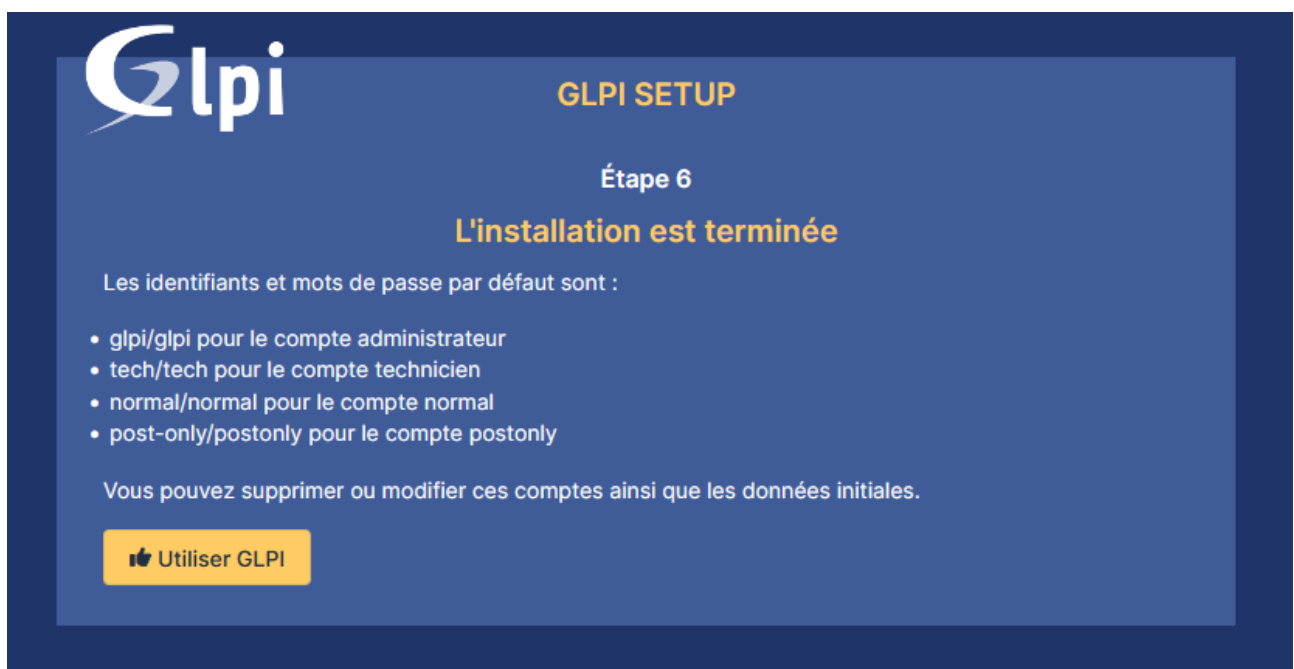 Glpi
GLPI SETUP
Étape 6
L'installation est terminée
Les identifiants et mots de passe par défaut sont :
• glpi/glpi pour le compte administrateur
• tech/tech pour le compte technicien
• normal/normal pour le compte normal
• post-only/postonly pour le compte postonly
Vous pouvez supprimer ou modifier ces comptes ainsi que les données initiales.
Utiliser GLPI